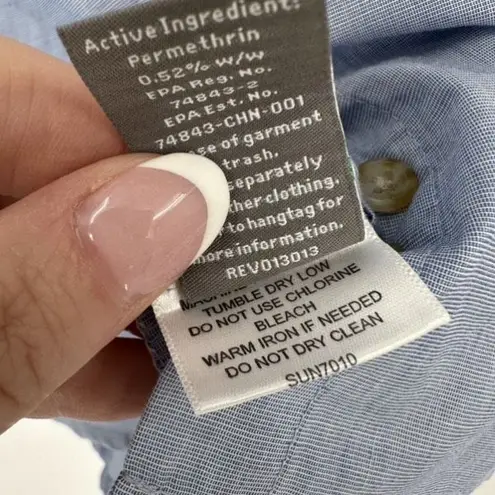 Active Ingredient:
Permethrin
0.52% W/W
EPA Reg. No.
74843-2
EPA Est. No.
74843-CHN-001
of garment
trash.
separately
clothing.
to hangtag for
more information.
REV013013
TUMBLE DRY LOW
DO NOT USE CHLORINE
BLEACH
WARM IRON IF NEEDED
DO NOT DRY CLEAN
SUN7010